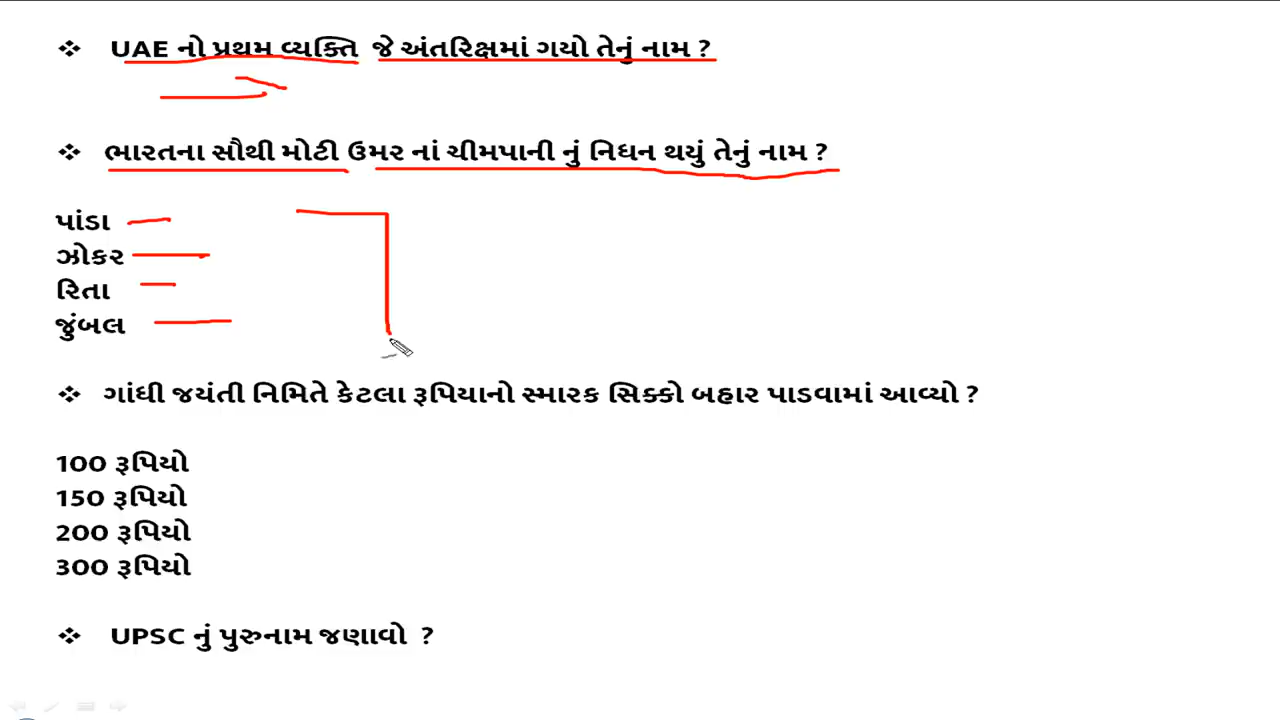 ❖ UAE નો પ્રથમ વ્યક્તિ જે અંતરિક્ષમાં ગયો તેનું નામ ?
❖ ભારતના સૌથી મોટી ઉમર નાં ચીમપાની નું નિધન થયું તેનું નામ ?
પાંડા
ઝોકર
રિતા
જુંબલ
❖ ગાંધી જયંતી નિમિતે કેટલા રૂપિયાનો સ્મારક સિક્કો બહાર પાડવામાં આવ્યો ?
100 રૂપિયો
150 રૂપિયો
200 રૂપિયો
300 રૂપિયો
❖ UPSC નું પુરુનામ જણાવો ?